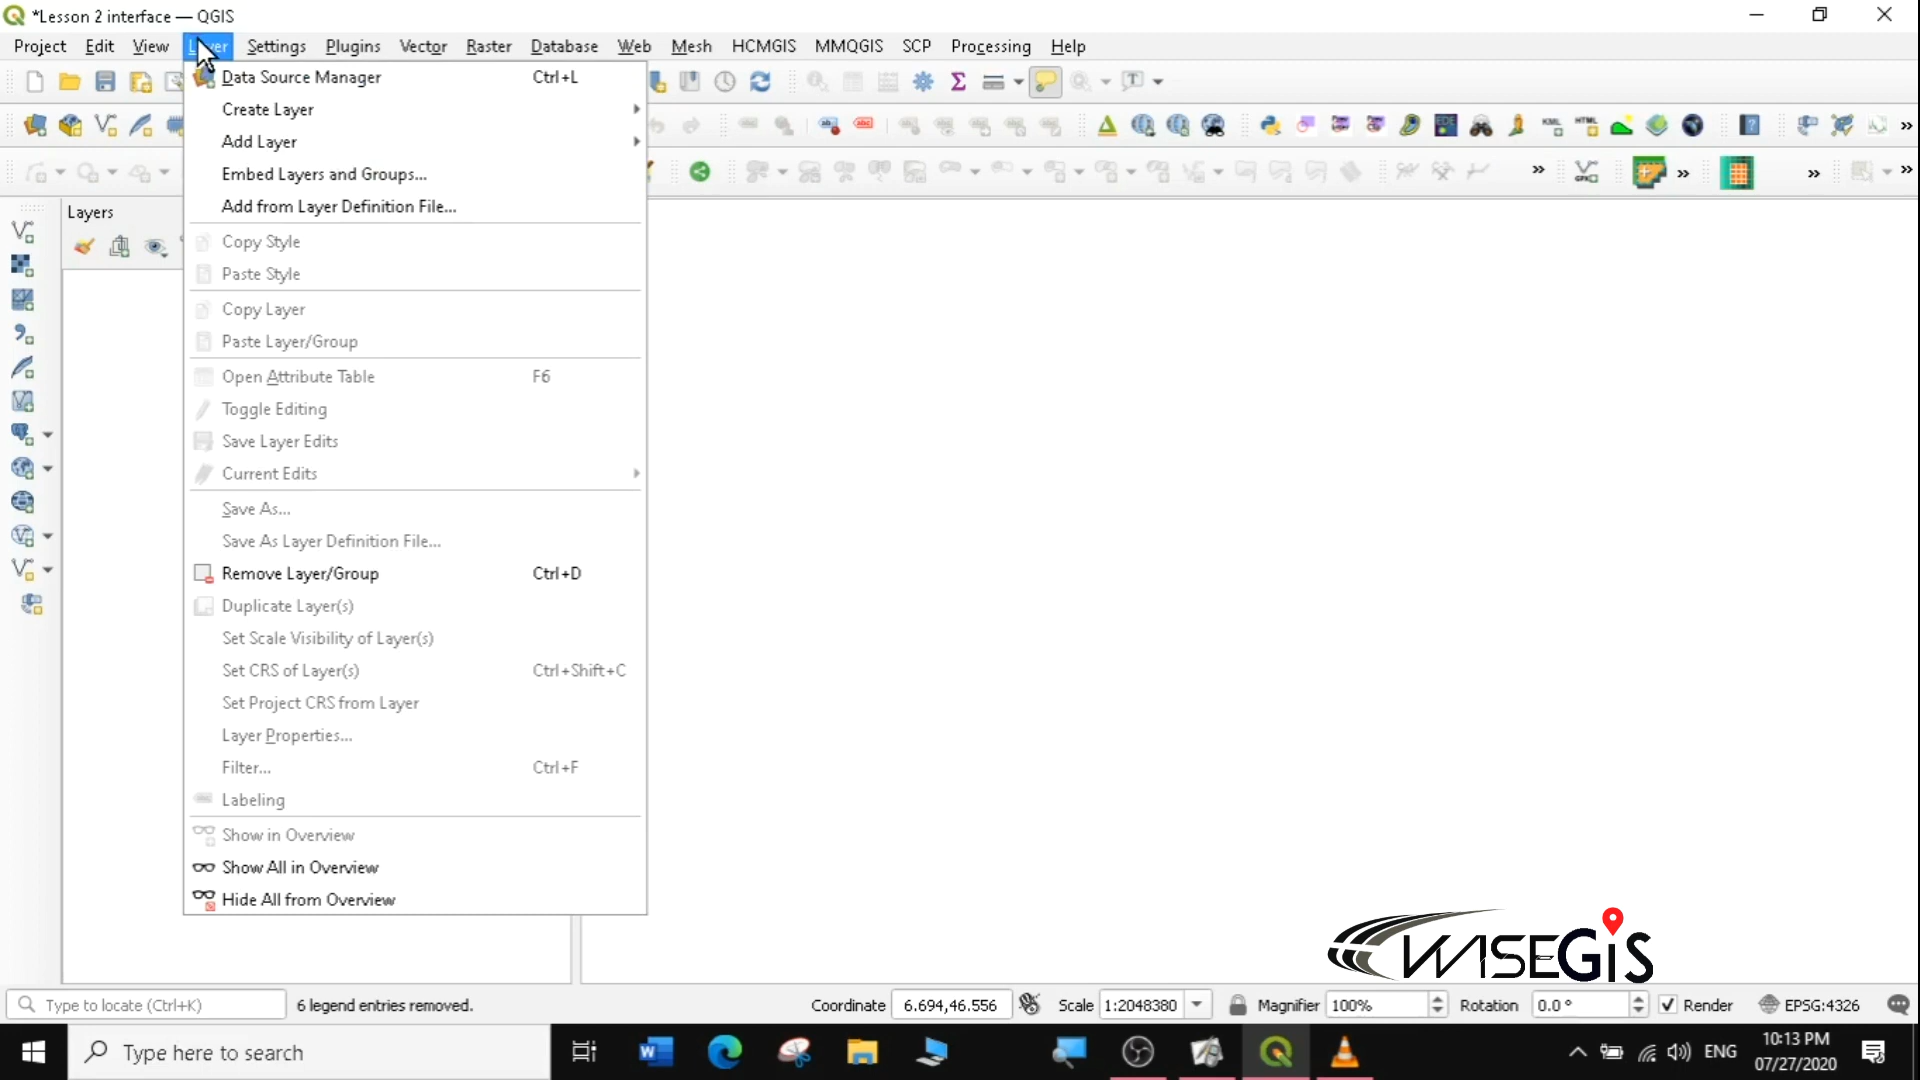 *Lesson 2 interface — QGIS
Project Edit View Layer Settings Plugins Vector Raster Database Web Mesh HCMGIS MMQGIS SCP Processing Help
Data Source Manager Ctrl+L
Create Layer
Add Layer
Embed Layers and Groups...
Add from Layer Definition File...
Layers
Copy Style
Paste Style
Copy Layer
Paste Layer/Group
Open Attribute Table F6
Toggle Editing
Save Layer Edits
Current Edits
Save As...
Save As Layer Definition File...
Remove Layer/Group Ctrl+D
Duplicate Layer(s)
Set Scale Visibility of Layer(s)
Set CRS of Layer(s) Ctrl+Shift+C
Set Project CRS from Layer
Layer Properties...
Filter... Ctrl+F
Labeling
Show in Overview
Show All in Overview
Hide All from Overview
WISEGIS
Type to locate (Ctrl+K) 6 legend entries removed. Coordinate 6.694,46.556 Scale 1:2048380 Magnifier 100% Rotation 0.0 ° Render EPSG:4326
Type here to search ENG 10:13 PM
07/27/2020